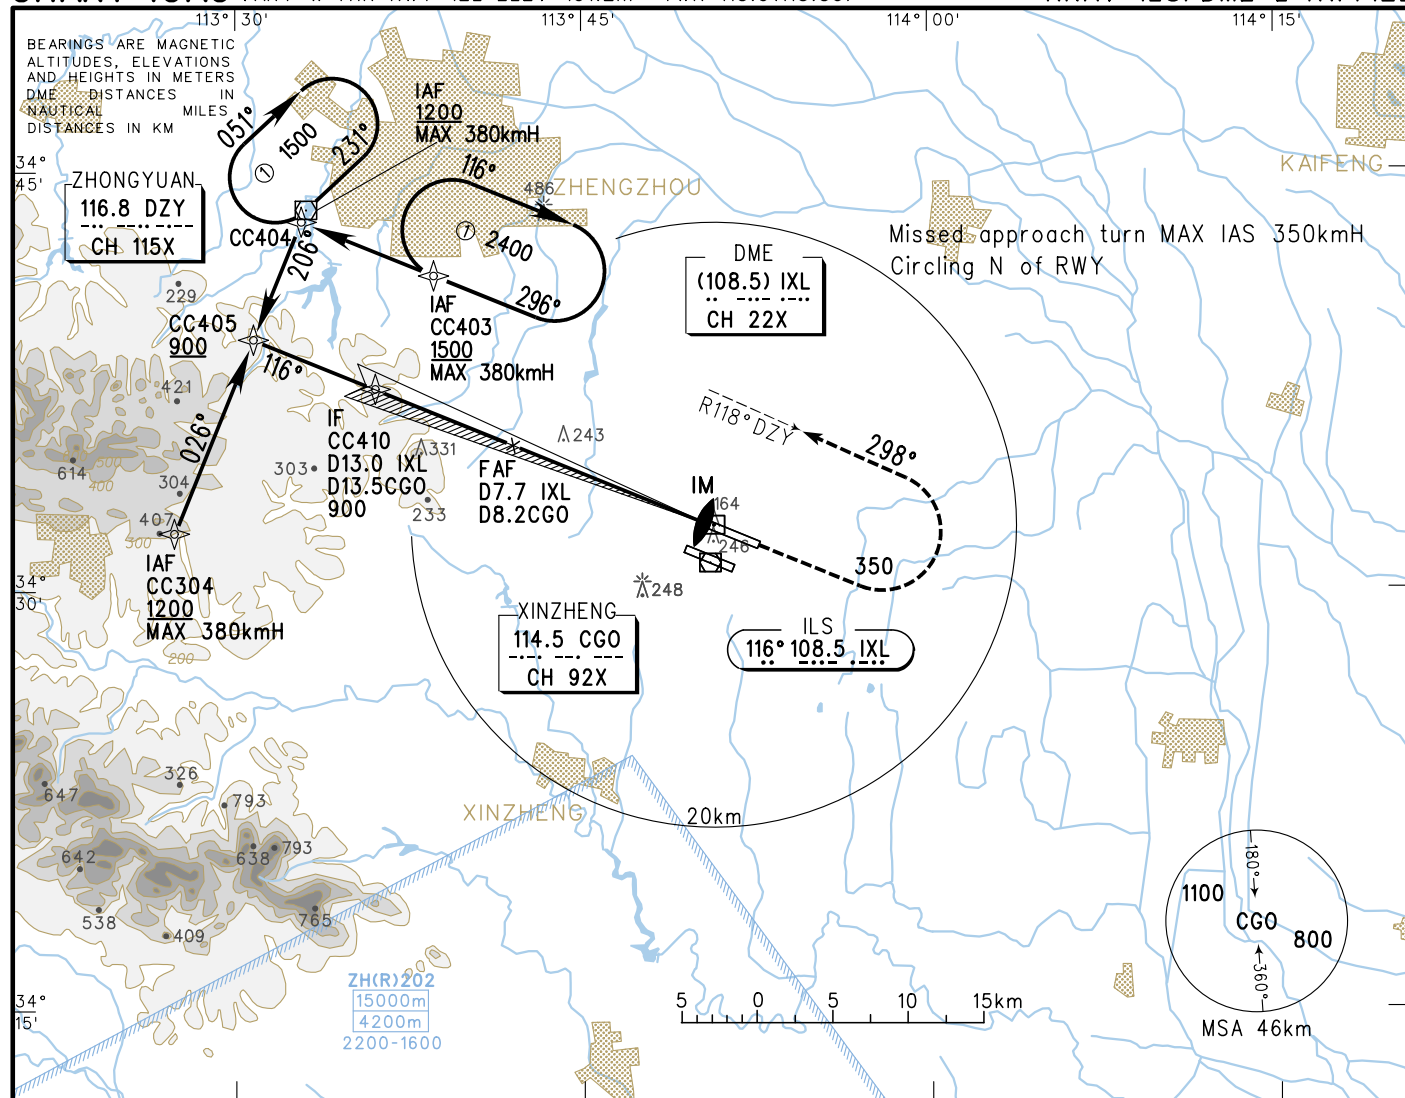 113°30'
113°45'
114°00'
114°15'
BEARINGS ARE MAGNETIC
ALTITUDES, ELEVATIONS
AND HEIGHTS IN METERS
DME DISTANCES IN
NAUTICAL MILES
DISTANCES IN KM
34°
45'
051°
① 1500
231°
IAF
1200
MAX 380kmH
ZHONGYUAN
116.8 DZY
CH 115X
CC404
206°
116°
① 2400
296°
486
ZHENGZHOU
KAIFENG
Missed approach turn MAX IAS 350kmH
Circling N of RWY
DME
(108.5) IXL
CH 22X
IAF
CC403
1500
MAX 380kmH
229
CC405
900
116°
421
026°
614
500
400
304
407
300
303
331
233
243
IF
CC410
D13.0 IXL
D13.5CGO
900
FAF
D7.7 IXL
D8.2CGO
R118°DZY
298°
IM
164
246
350
248
34°
30'
IAF
CC304
1200
MAX 380kmH
200
XINZHENG
114.5 CGO
CH 92X
ILS
116° 108.5 IXL
326
647
793
XINZHENG
20km
642
638
793
538
409
765
180°
1100
CGO
800
360°
MSA 46km
34°
15'
ZH(R)202
15000m
4200m
2200-1600
5 0 5 10 15km